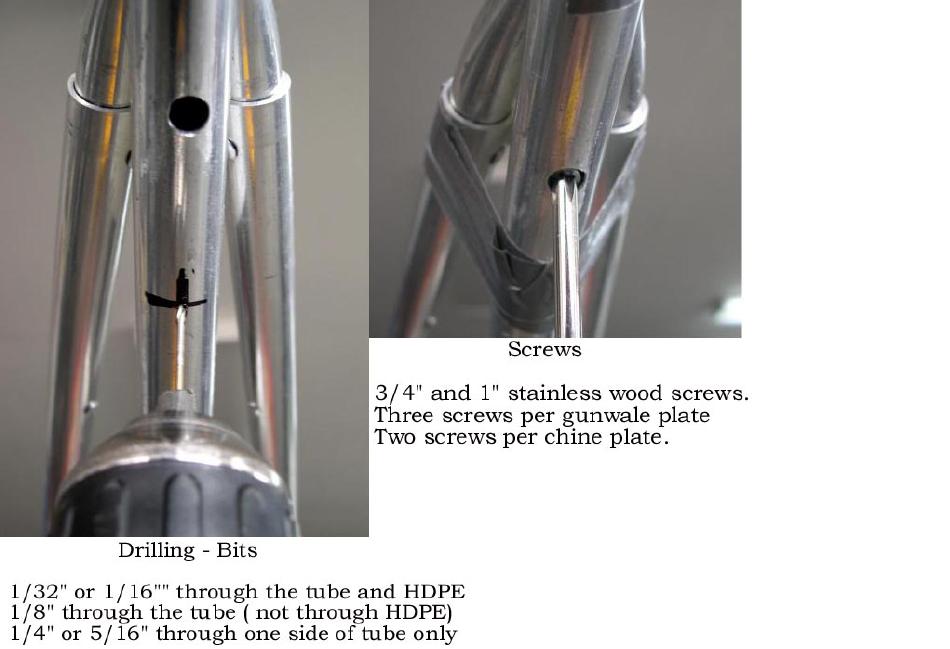 Screws
3/4" and 1" stainless wood screws.
Three screws per gunwale plate
Two screws per chine plate.
Drilling - Bits
1/32" or 1/16"" through the tube and HDPE
1/8" through the tube ( not through HDPE)
1/4" or 5/16" through one side of tube only